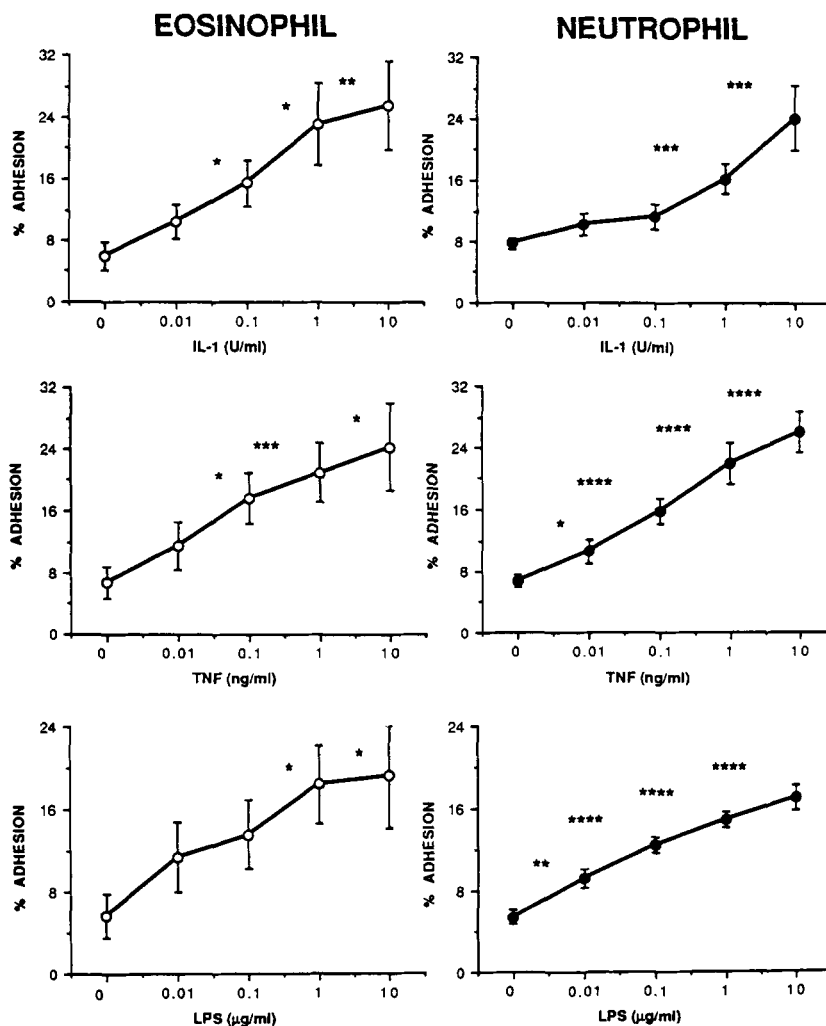 EOSINOPHIL
NEUTROPHIL
32
24
16
8
0
% ADHESION
*
*
**
0 0.01 0.1 1 10
IL-1 (U/ml)
32
24
16
8
0
% ADHESION
***
***
0 0.01 0.1 1 10
IL-1 (U/ml)
32
24
16
8
0
% ADHESION
*
***
*
0 0.01 0.1 1 10
TNF (ng/ml)
32
24
16
8
0
% ADHESION
*
****
****
****
0 0.01 0.1 1 10
TNF (ng/ml)
24
16
8
0
% ADHESION
*
*
0 0.01 0.1 1 10
LPS (µg/ml)
24
16
8
0
% ADHESION
**
****
****
****
0 0.01 0.1 1 10
LPS (µg/ml)